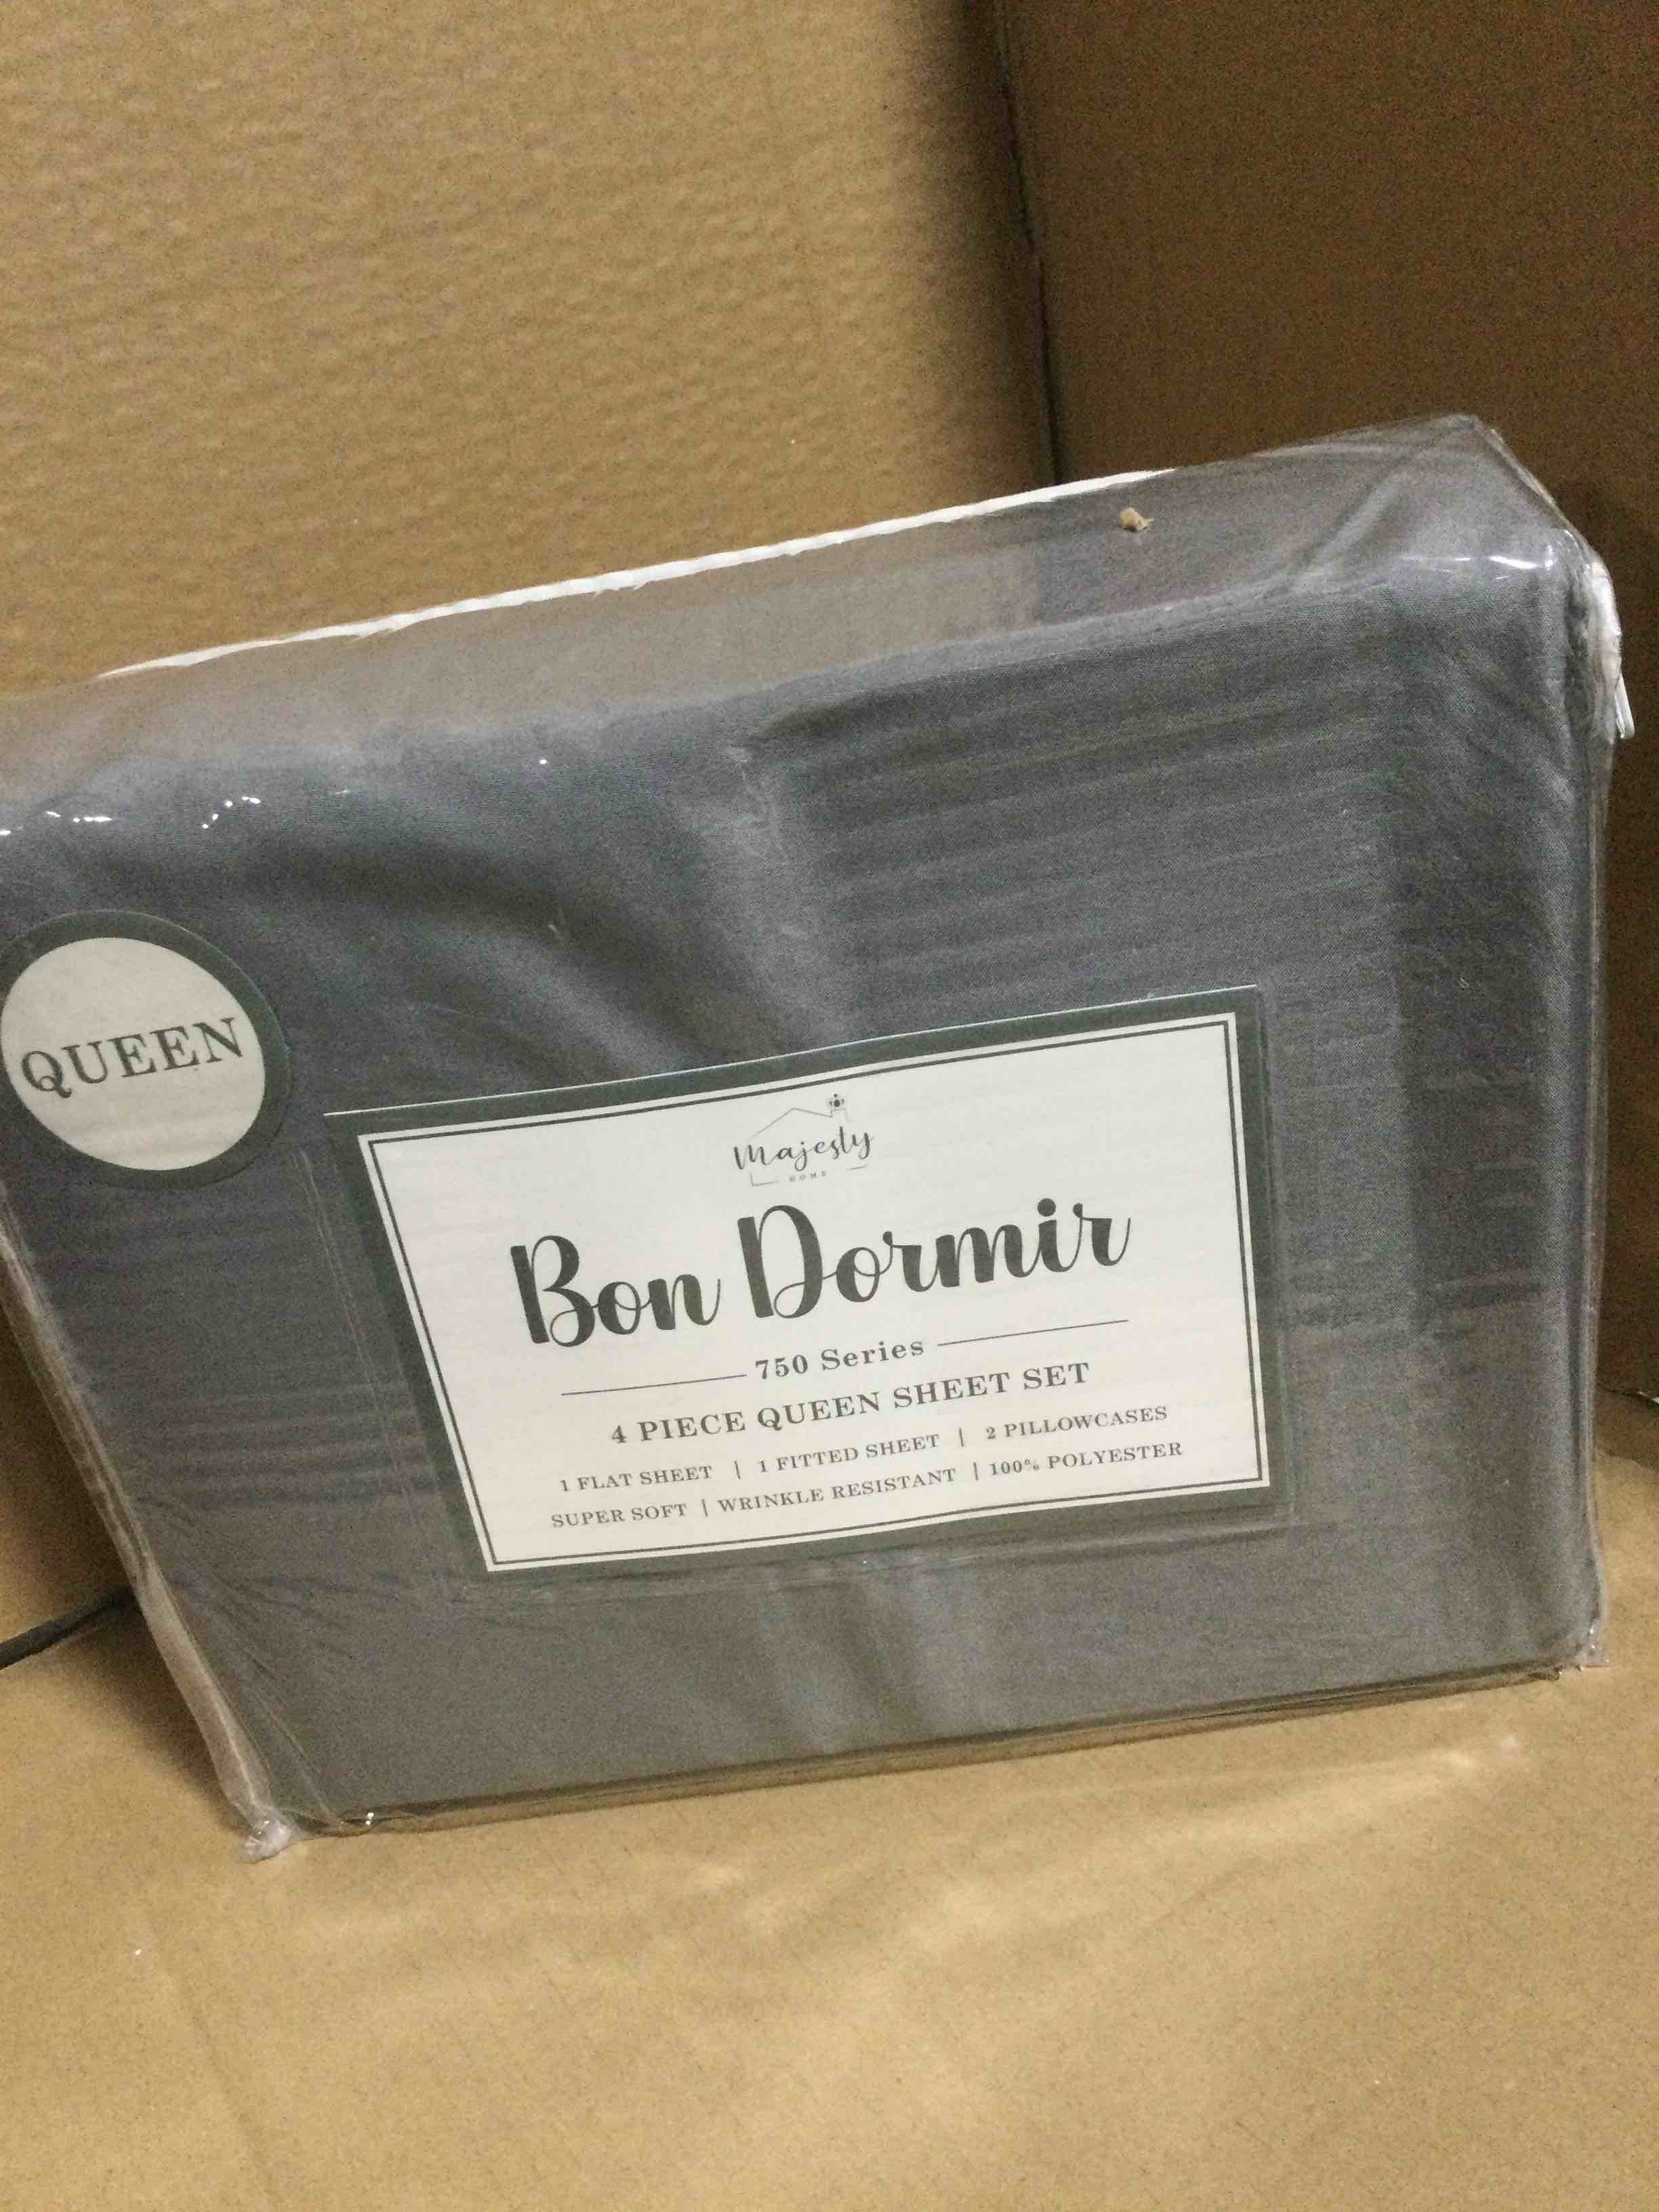 QUEEN
Majesty
HOME
Bon Dormir
750 Series
4 PIECE QUEEN SHEET SET
1 FLAT SHEET | 1 FITTED SHEET | 2 PILLOWCASES
SUPER SOFT | WRINKLE RESISTANT | 100% POLYESTER